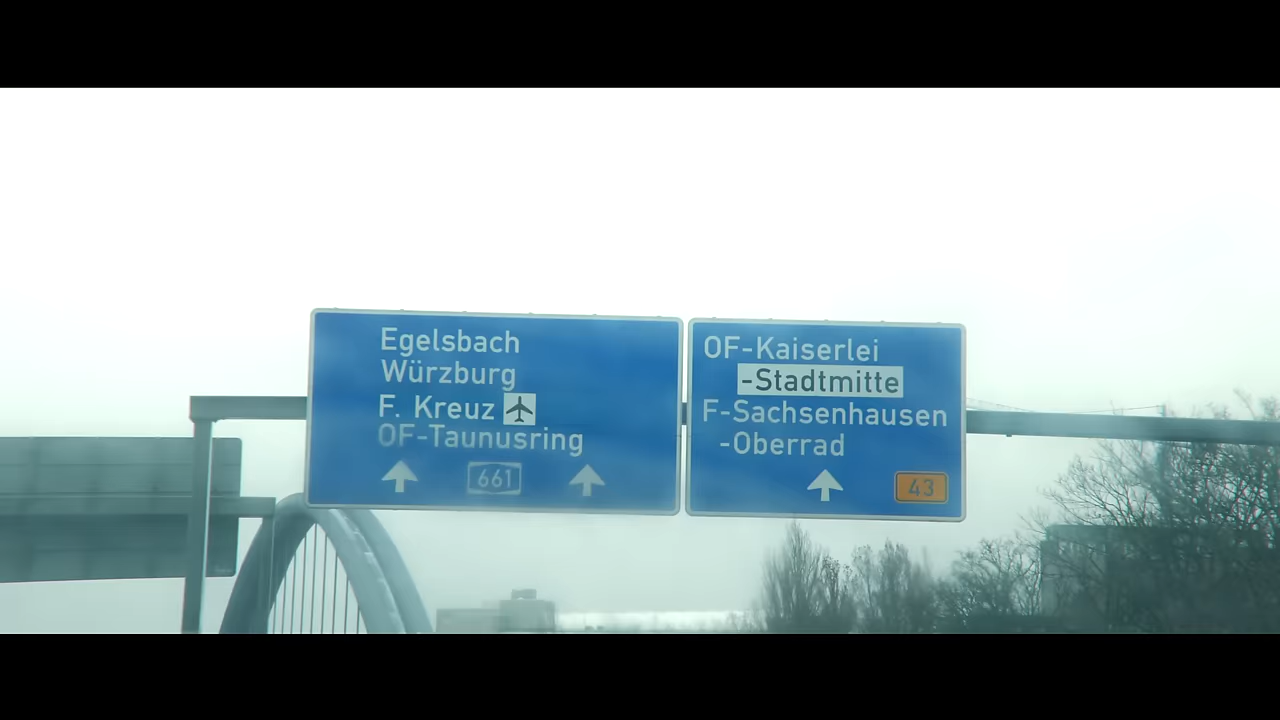 Egelsbach
Würzburg
F. Kreuz
OF-Taunusring
661
OF-Kaiserlei
-Stadtmitte
F-Sachsenhausen
-Oberrad
43